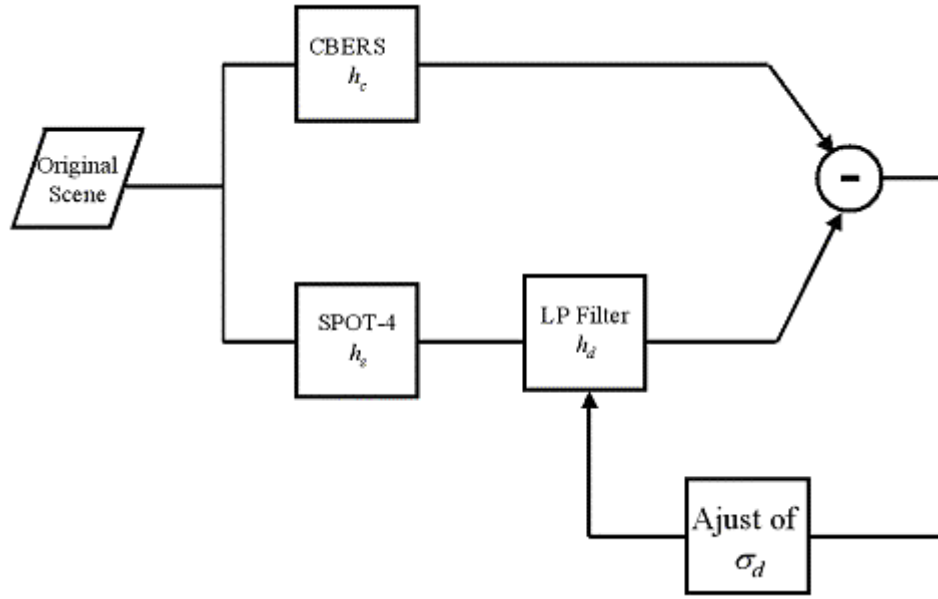 CBERS
h_c
Original
Scene
-
SPOT-4
h_s
LP Filter
h_d
Ajust of
σ_d